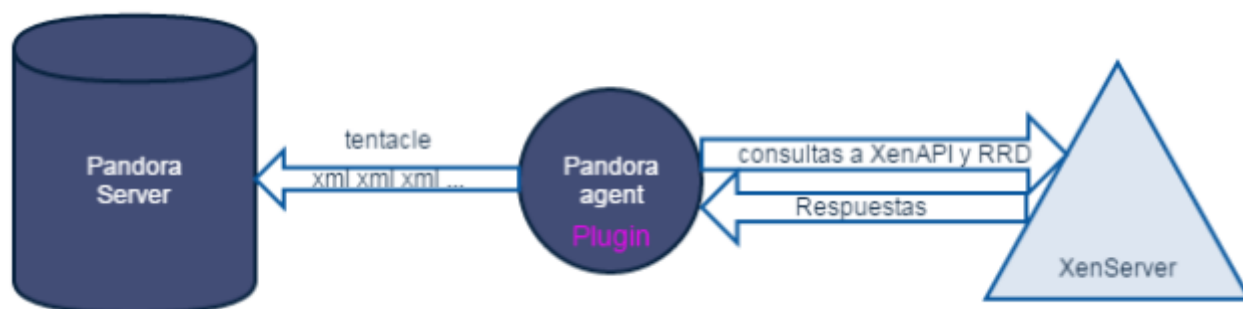 Pandora
Server
tentacle
xml xml xml ...
Pandora
agent
Plugin
consultas a XenAPI y RRD
Respuestas
XenServer